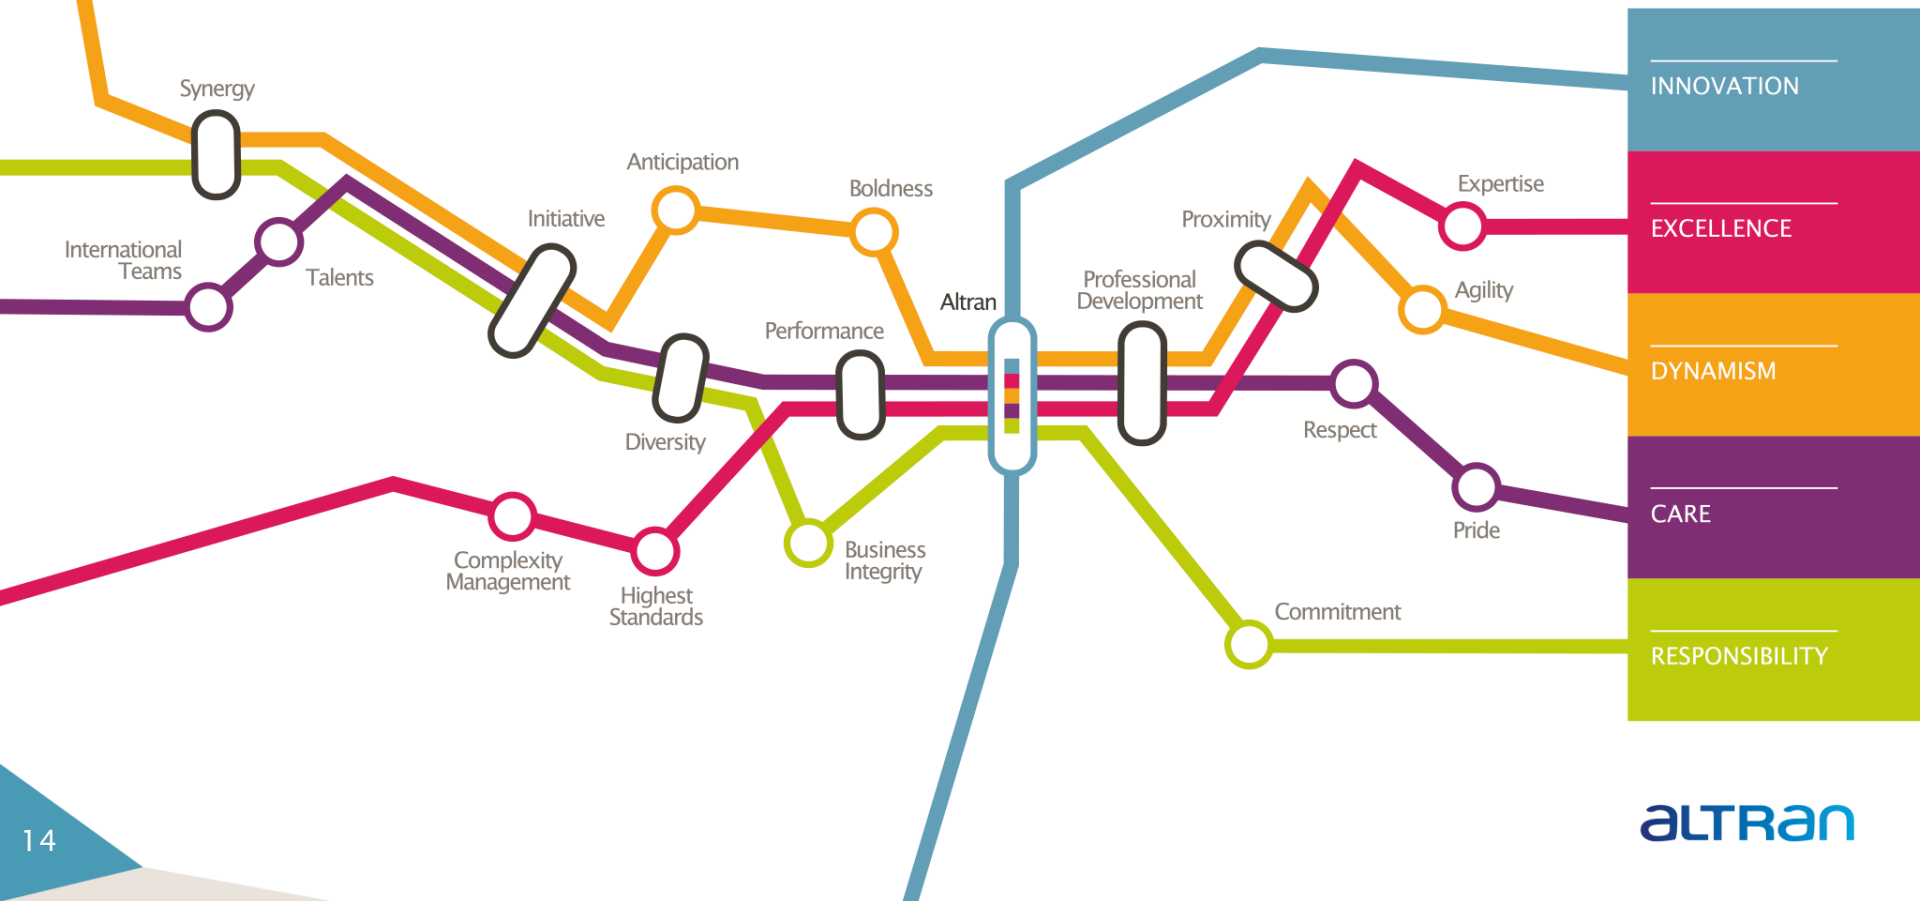 Synergy
International
Teams
Talents
Initiative
Anticipation
Boldness
Diversity
Performance
Altran
Complexity
Management
Highest
Standards
Business
Integrity
Professional
Development
Proximity
Expertise
Agility
Respect
Pride
Commitment
INNOVATION
EXCELLENCE
DYNAMISM
CARE
RESPONSIBILITY
14
aLTRan